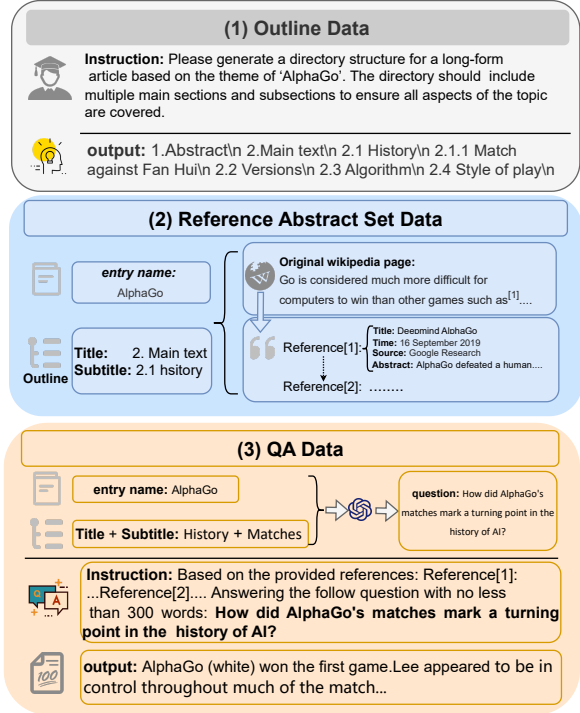 (1) Outline Data
Instruction: Please generate a directory structure for a long-form
article based on the theme of ‘AlphaGo’. The directory should include
multiple main sections and subsections to ensure all aspects of the topic
are covered.
output: 1.Abstract\n 2.Main text\n 2.1 History\n 2.1.1 Match
against Fan Hui\n 2.2 Versions\n 2.3 Algorithm\n 2.4 Style of play\n
(2) Reference Abstract Set Data
entry name:
AlphaGo
Outline
Title: 2. Main text
Subtitle: 2.1 hsitory
Original wikipedia page:
Go is considered much more difficult for
computers to win than other games such as[1]....
Reference[1]:
Title: Deepmind AlphaGo
Time: 16 September 2019
Source: Google Research
Abstract: AlphaGo defeated a human....
Reference[2]: ........
(3) QA Data
entry name: AlphaGo
Title + Subtitle: History + Matches
question: How did AlphaGo's
matches mark a turning point in the
history of AI?
Q
A
Instruction: Based on the provided references: Reference[1]:
...Reference[2].... Answering the follow question with no less
than 300 words: How did AlphaGo's matches mark a turning
point in the history of AI?
100
output: AlphaGo (white) won the first game.Lee appeared to be in
control throughout much of the match...